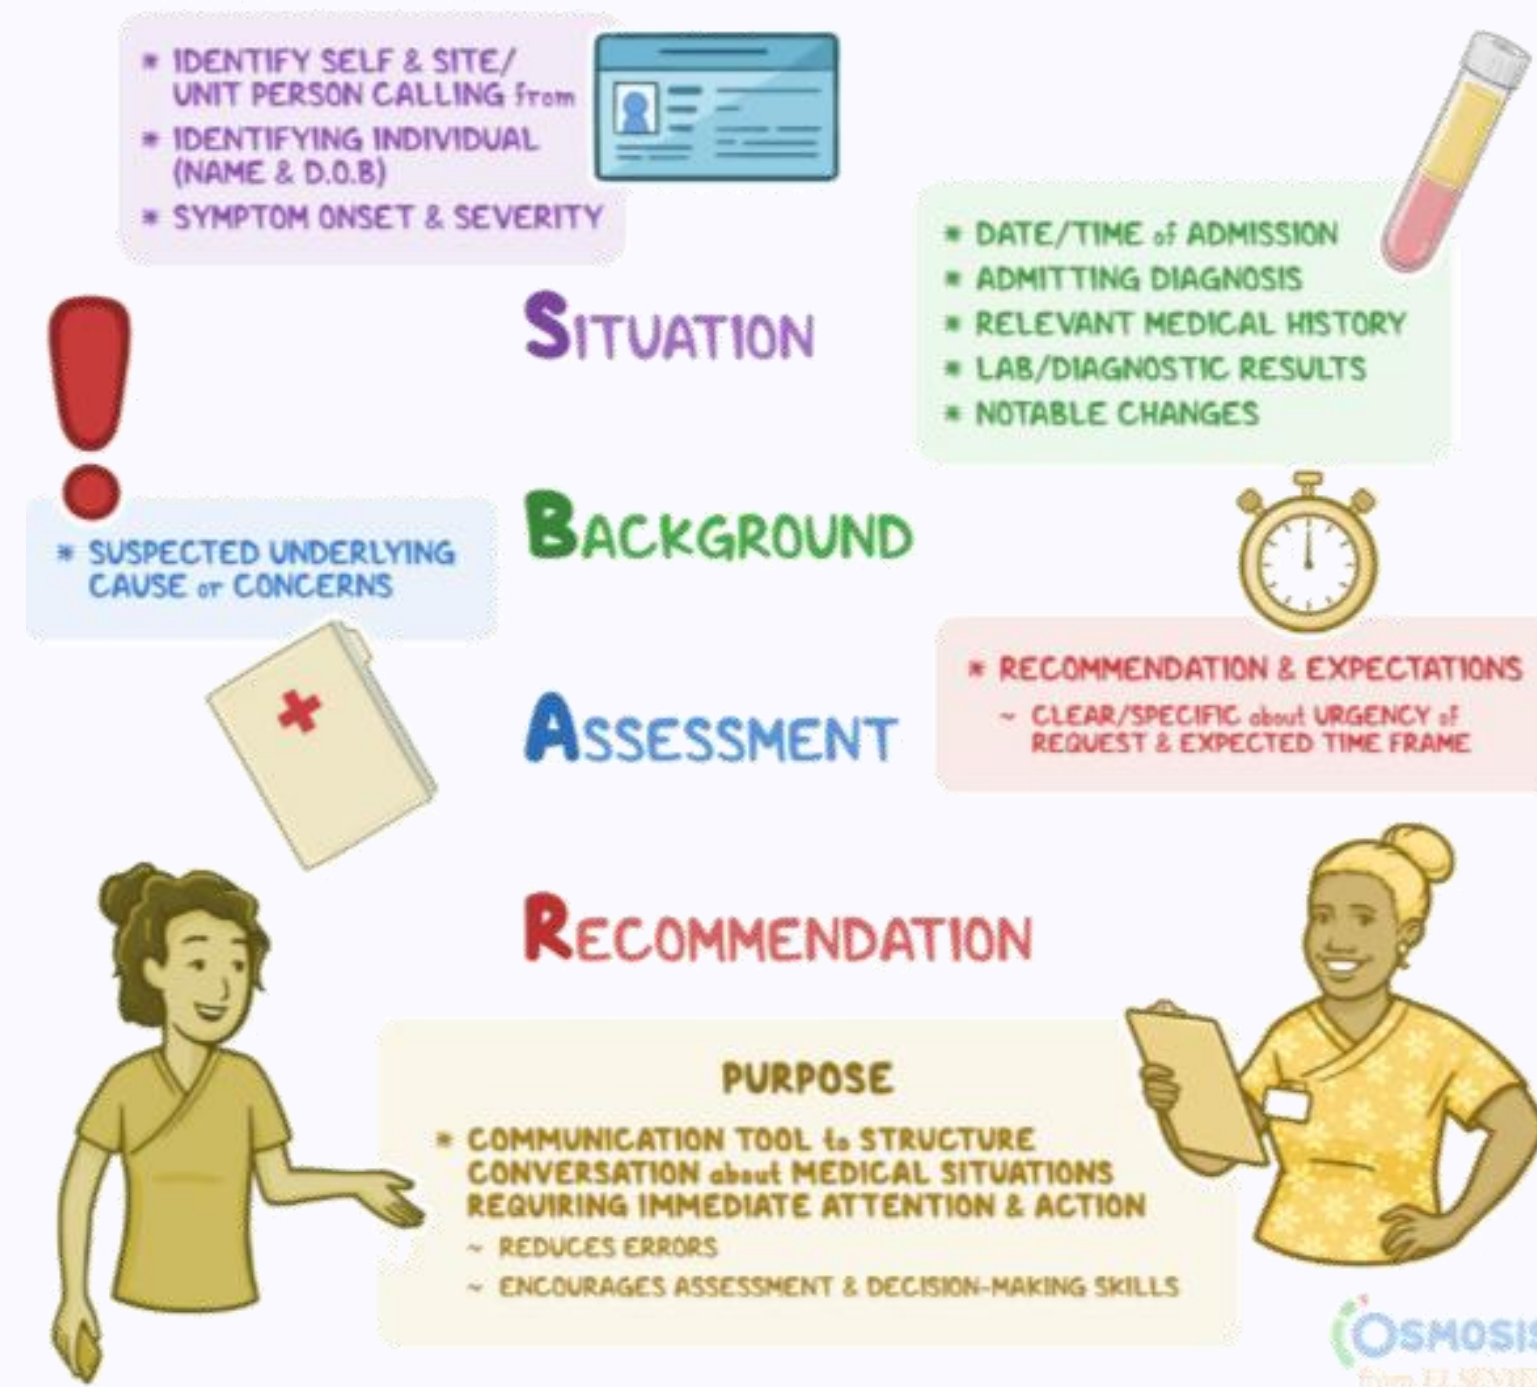 * IDENTIFY SELF & SITE/
UNIT PERSON CALLING from
* IDENTIFYING INDIVIDUAL
(NAME & D.O.B)
* SYMPTOM ONSET & SEVERITY
SITUATION
* DATE/TIME of ADMISSION
* ADMITTING DIAGNOSIS
* RELEVANT MEDICAL HISTORY
* LAB/DIAGNOSTIC RESULTS
* NOTABLE CHANGES
BACKGROUND
* SUSPECTED UNDERLYING
CAUSE or CONCERNS
ASSESSMENT
* RECOMMENDATION & EXPECTATIONS
~ CLEAR/SPECIFIC about URGENCY of
REQUEST & EXPECTED TIME FRAME
RECOMMENDATION
PURPOSE
* COMMUNICATION TOOL to STRUCTURE
CONVERSATION about MEDICAL SITUATIONS
REQUIRING IMMEDIATE ATTENTION & ACTION
~ REDUCES ERRORS
~ ENCOURAGES ASSESSMENT & DECISION-MAKING SKILLS
OSMOSIS
from ELSEVIE